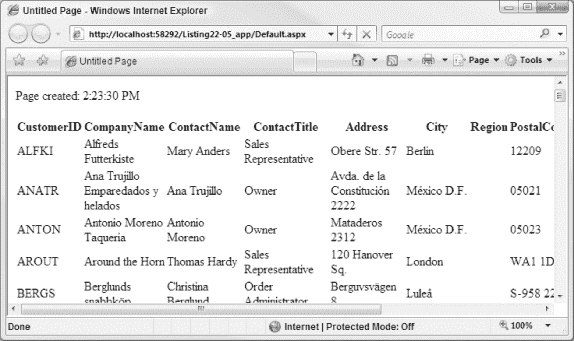 Untitled Page - Windows Internet Explorer
http://localhost:58292/Listing22-05_app/Default.aspx
Google
Untitled Page
Page
Tools
Page created: 2:23:30 PM
CustomerID CompanyName ContactName ContactTitle Address City Region PostalCo
ALFKI Alfreds Futterkiste Mary Anders Sales Representative Obere Str. 57 Berlin 12209
ANATR Ana Trujillo Emparedados y helados Ana Trujillo Owner Avda. de la Constitución 2222 México D.F. 05021
ANTON Antonio Moreno Taquería Antonio Moreno Owner Mataderos 2312 México D.F. 05023
AROUT Around the Horn Thomas Hardy Sales Representative 120 Hanover Sq. London WA1 1D
BERGS Berglunds snabbköp Christina Berglund Order Administrator Berguvsvägen 8 Luleå S-958 22
Done
Internet | Protected Mode: Off
100%